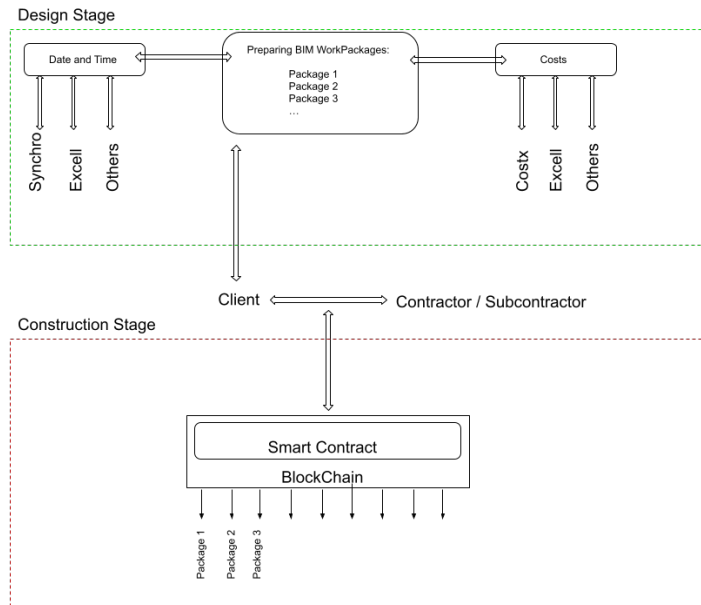 Design Stage
Date and Time
Preparing BIM WorkPackages:
Package 1
Package 2
Package 3
...
Costs
Synchro
Excell
Others
Costx
Excell
Others
Client
Contractor / Subcontractor
Construction Stage
Smart Contract
BlockChain
Package 1
Package 2
Package 3